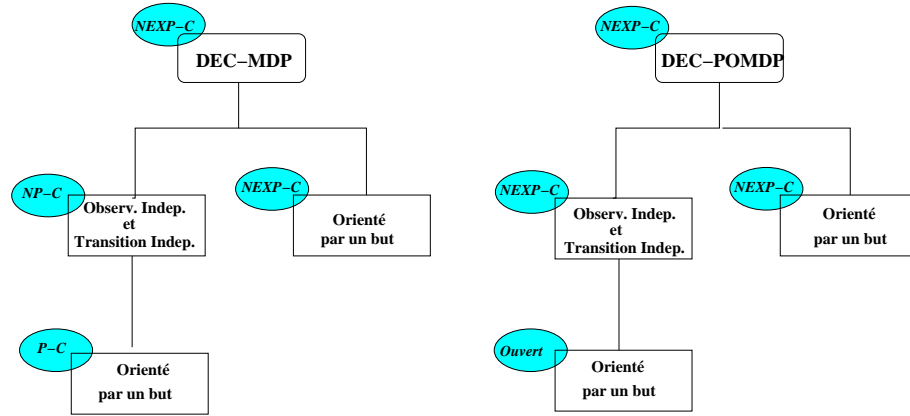 NEXP–C
DEC–MDP
NP–C
Observ. Indep.
et
Transition Indep.
NEXP–C
Orienté
par un but
P–C
Orienté
par un but
NEXP–C
DEC–POMDP
NEXP–C
Observ. Indep.
et
Transition Indep.
NEXP–C
Orienté
par un but
Ouvert
Orienté
par un but